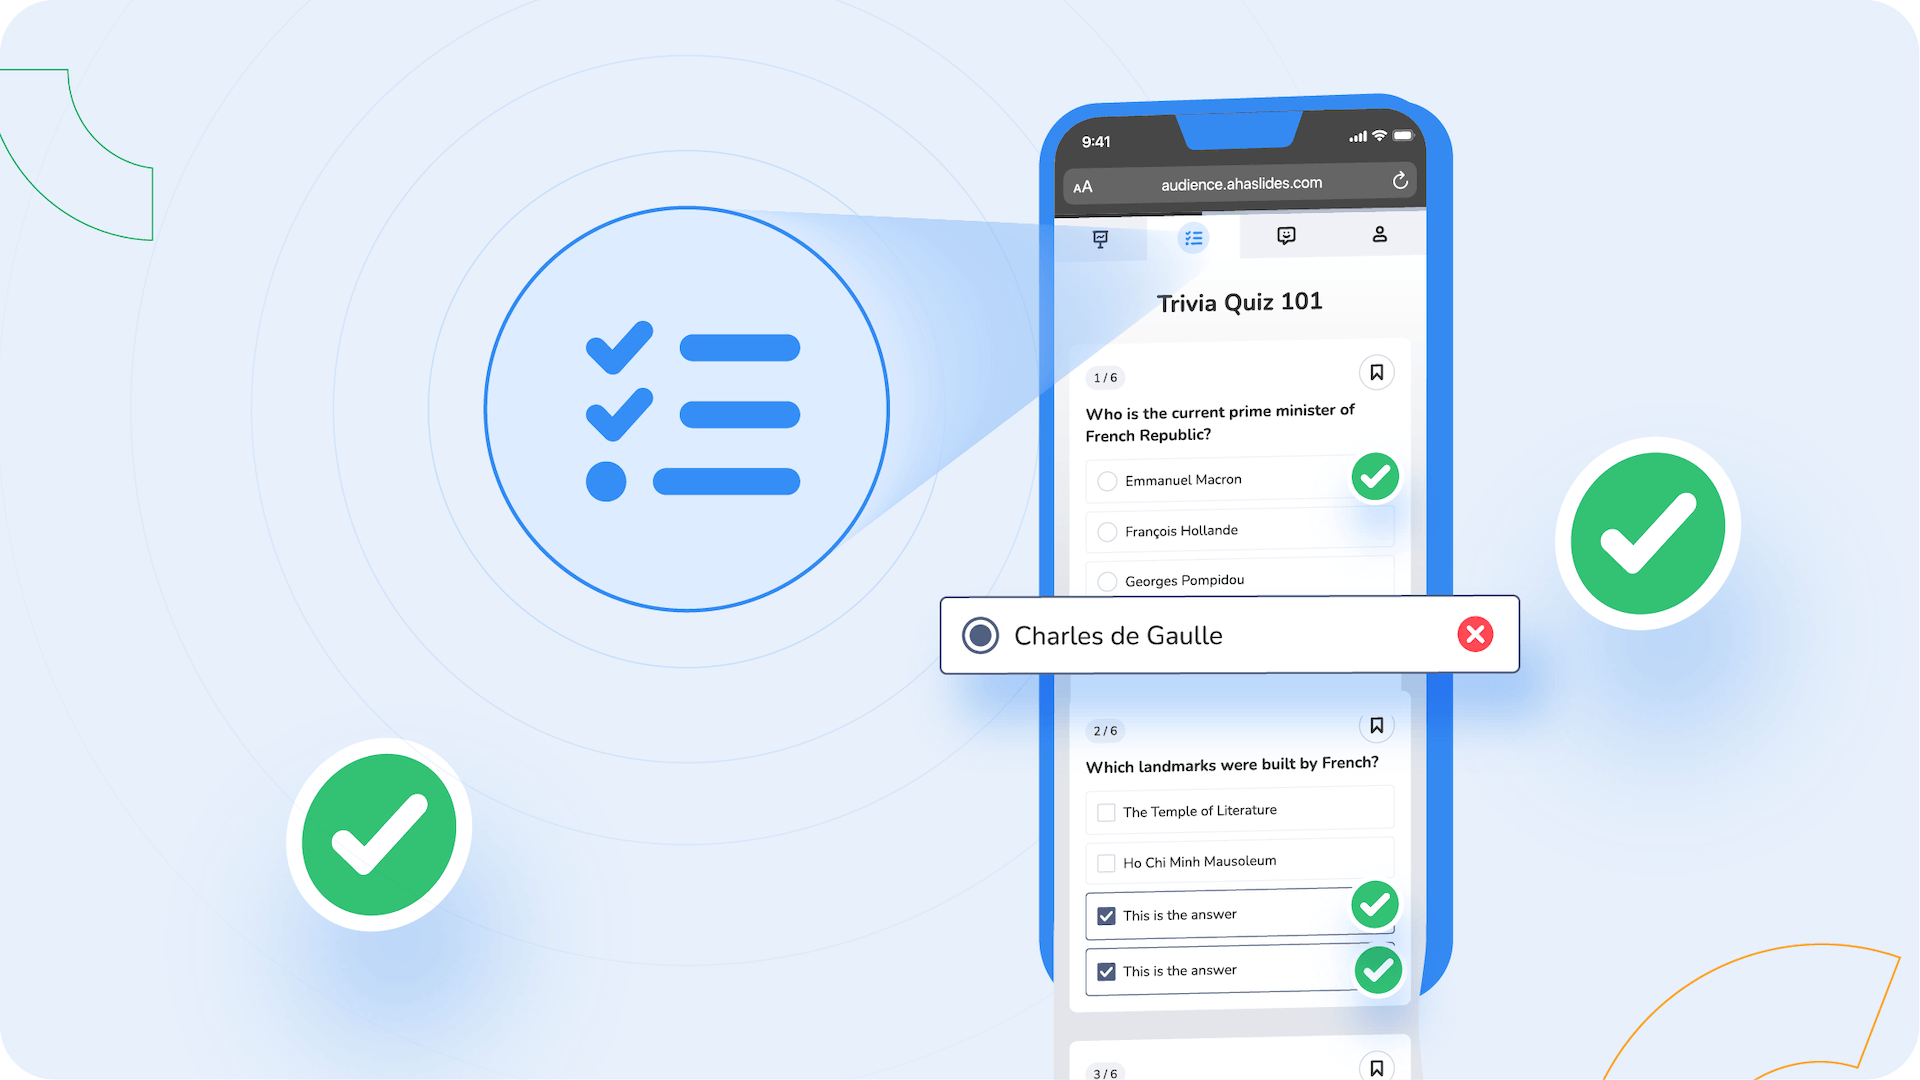 9:41
AA
audience.ahaslides.com
Trivia Quiz 101
1 / 6
Who is the current prime minister of
French Republic?
Emmanuel Macron
François Hollande
Georges Pompidou
Charles de Gaulle
2 / 6
Which landmarks were built by French?
The Temple of Literature
Ho Chi Minh Mausoleum
This is the answer
This is the answer
3 / 6